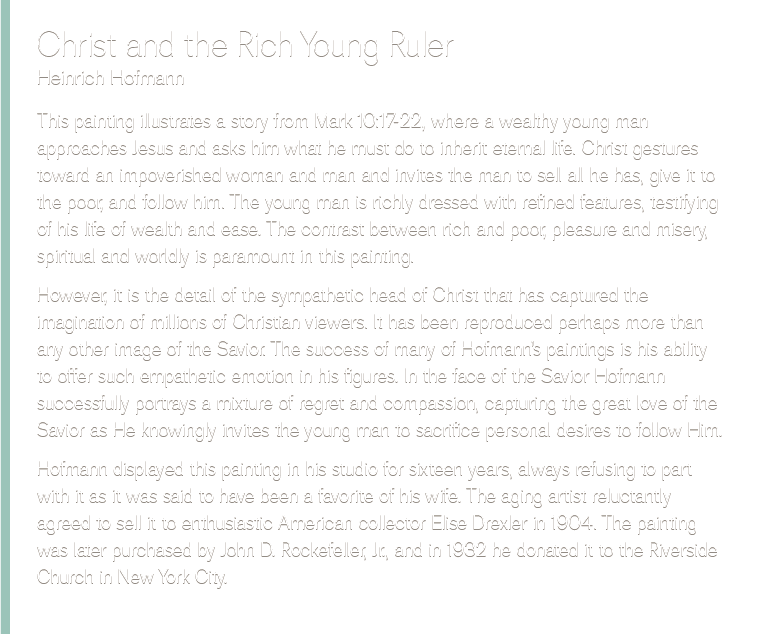 Christ and the Rich Young Ruler
Heinrich Hofmann
This painting illustrates a story from Mark 10:17-22, where a wealthy young man
approaches Jesus and asks him what he must do to inherit eternal life. Christ gestures
toward an impoverished woman and man and invites the man to sell all he has, give it to
the poor, and follow him. The young man is richly dressed with refined features, testifying
of his life of wealth and ease. The contrast between rich and poor, pleasure and misery,
spiritual and worldly is paramount in this painting.
However, it is the detail of the sympathetic head of Christ that has captured the
imagination of millions of Christian viewers. It has been reproduced perhaps more than
any other image of the Savior. The success of many of Hofmann's paintings is his ability
to offer such empathetic emotion in his figures. In the face of the Savior Hofmann
successfully portrays a mixture of regret and compassion, capturing the great love of the
Savior as He knowingly invites the young man to sacrifice personal desires to follow Him.
Hofmann displayed this painting in his studio for sixteen years, always refusing to part
with it as it was said to have been a favorite of his wife. The aging artist reluctantly
agreed to sell it to enthusiastic American collector Elise Drexler in 1904. The painting
was later purchased by John D. Rockefeller, Jr., and in 1932 he donated it to the Riverside
Church in New York City.